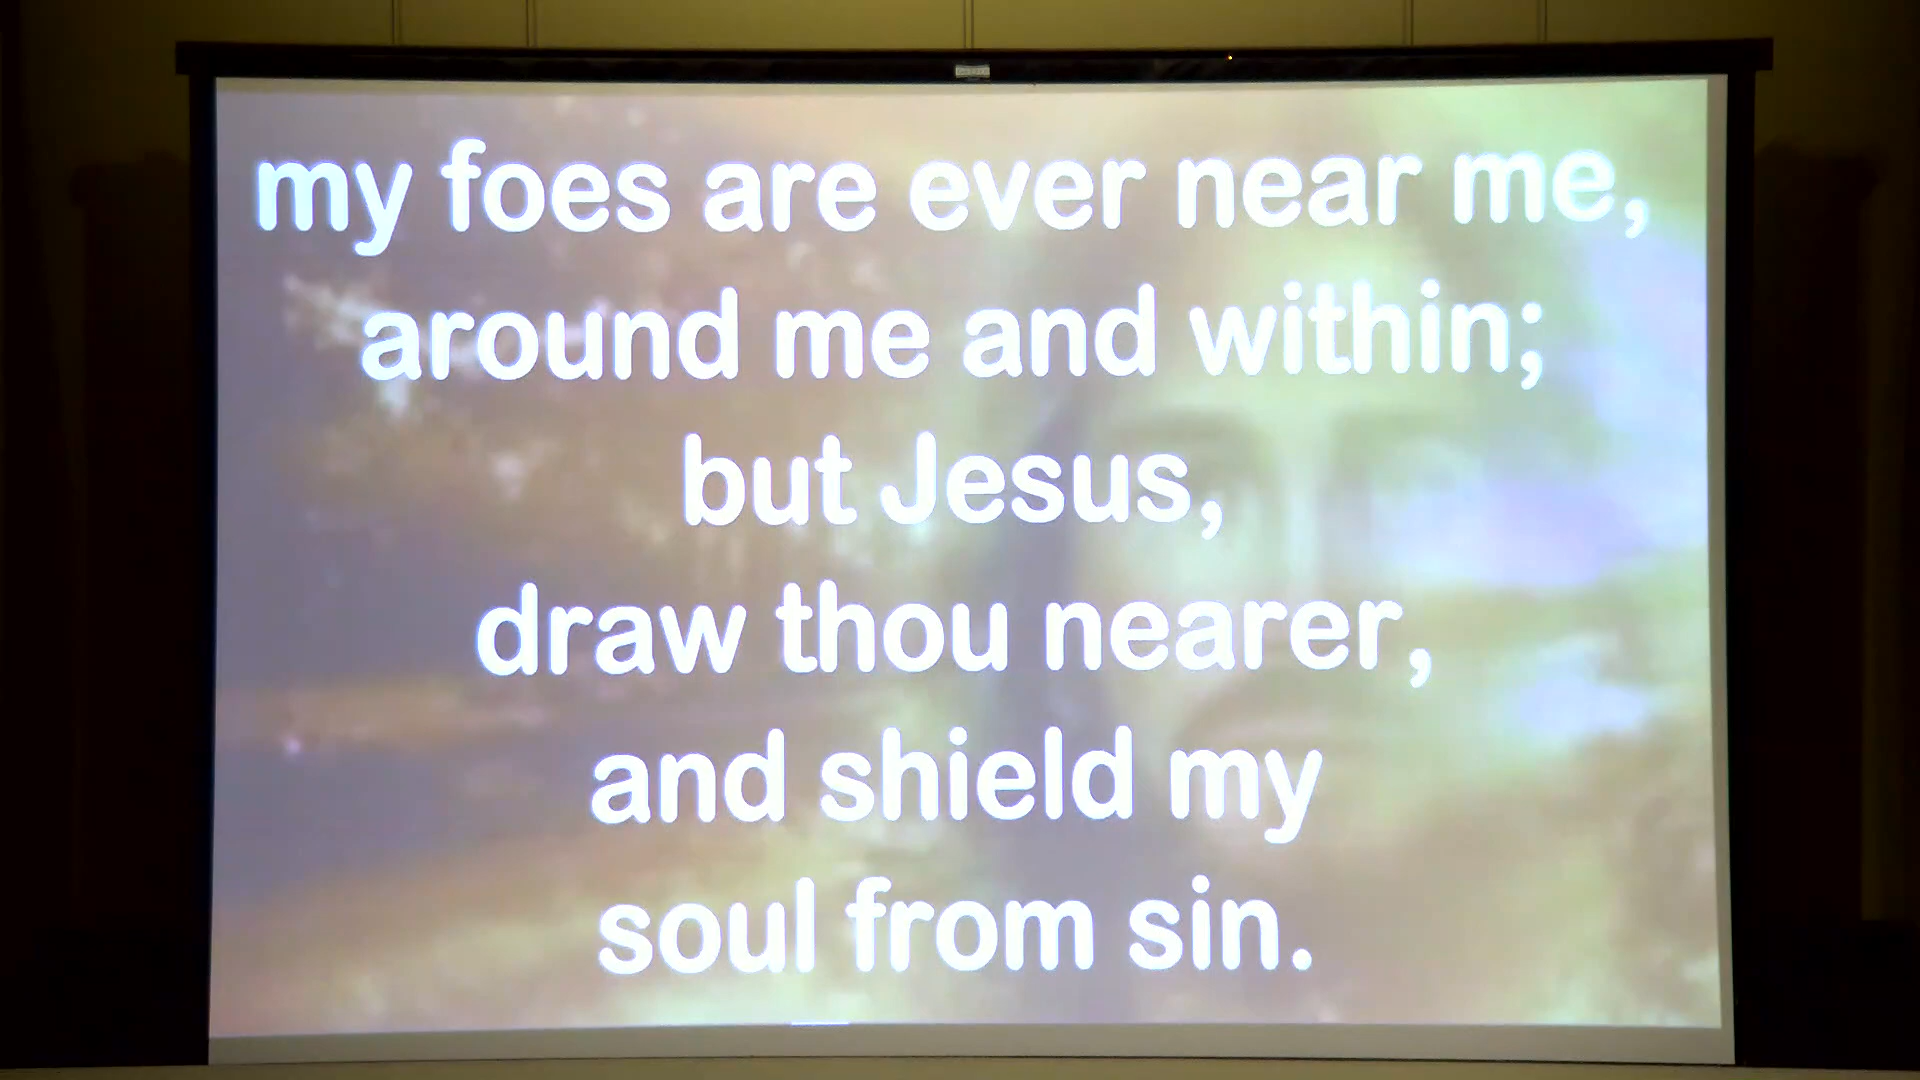 my foes are ever near me,
around me and within;
but Jesus,
draw thou nearer,
and shield my
soul from sin.